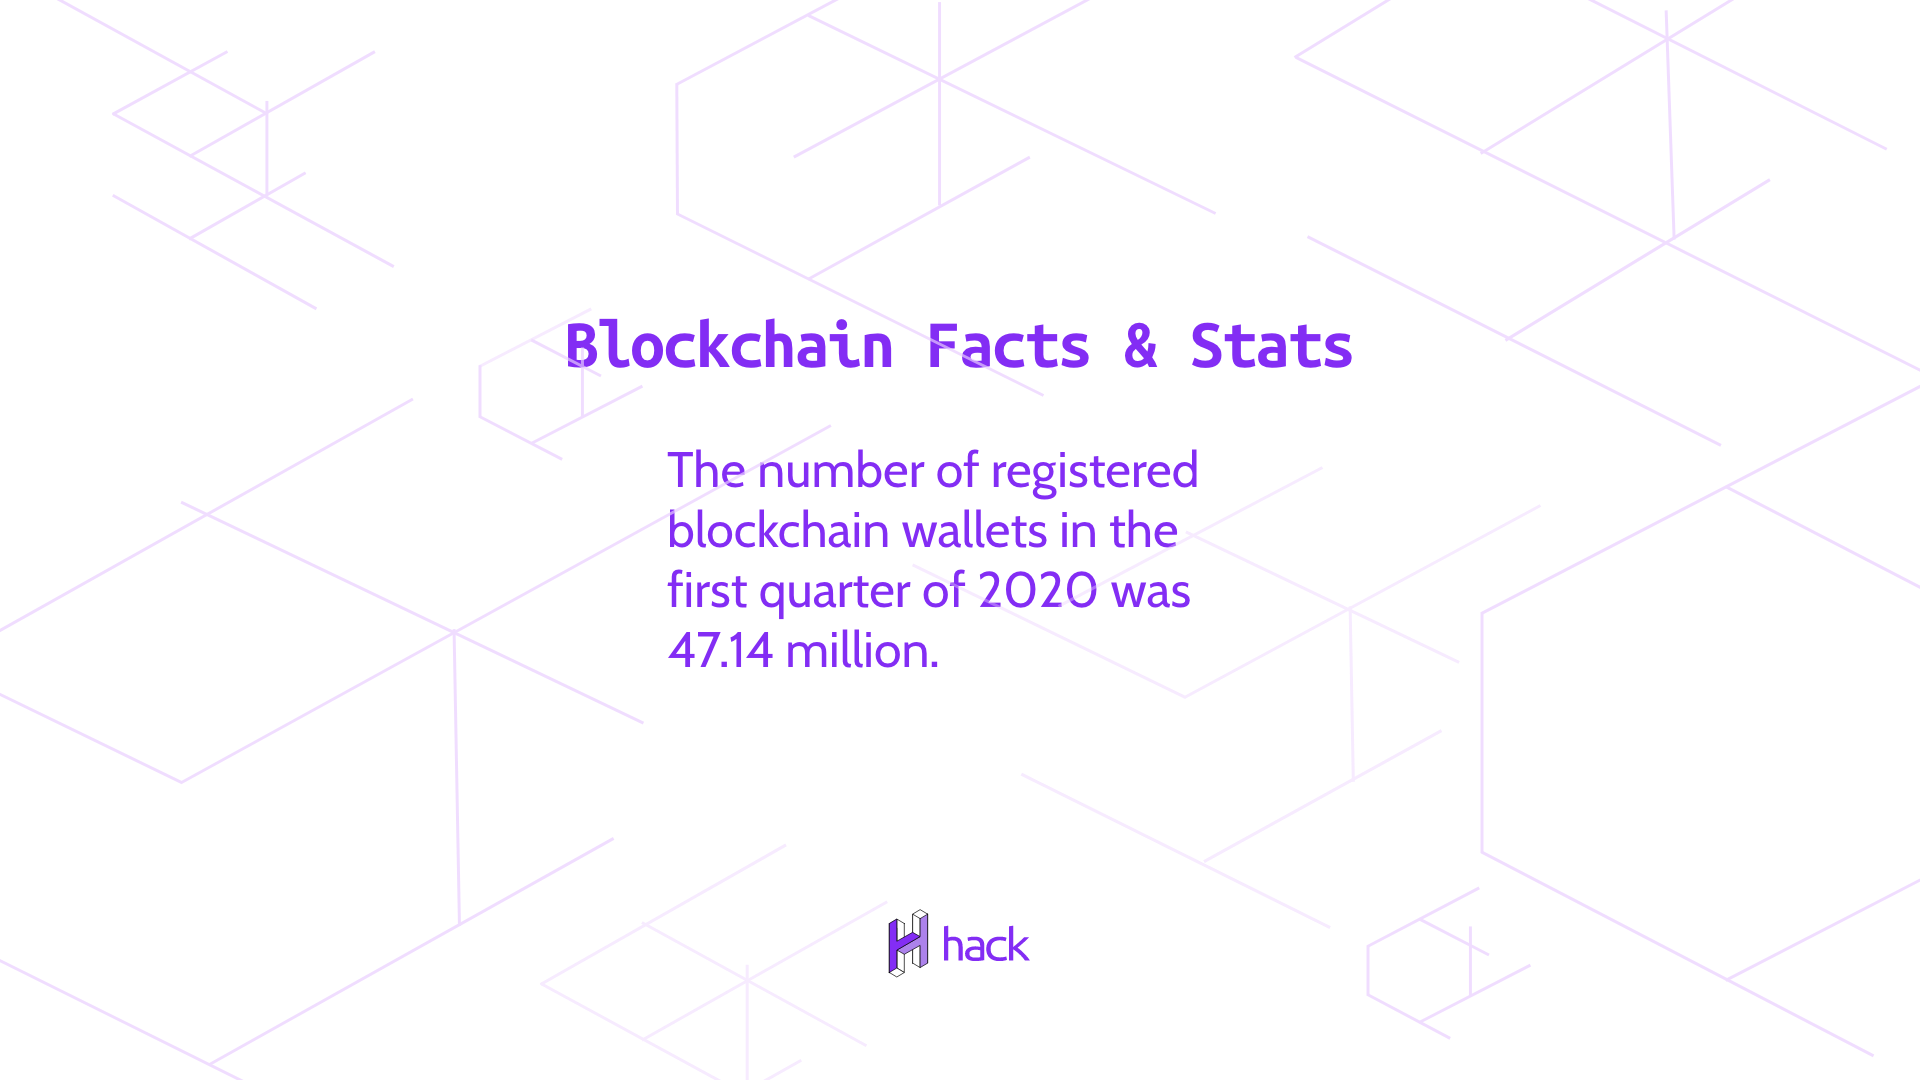 Blockchain Facts & Stats
The number of registered
blockchain wallets in the
first quarter of 2020 was
47.14 million.
hack